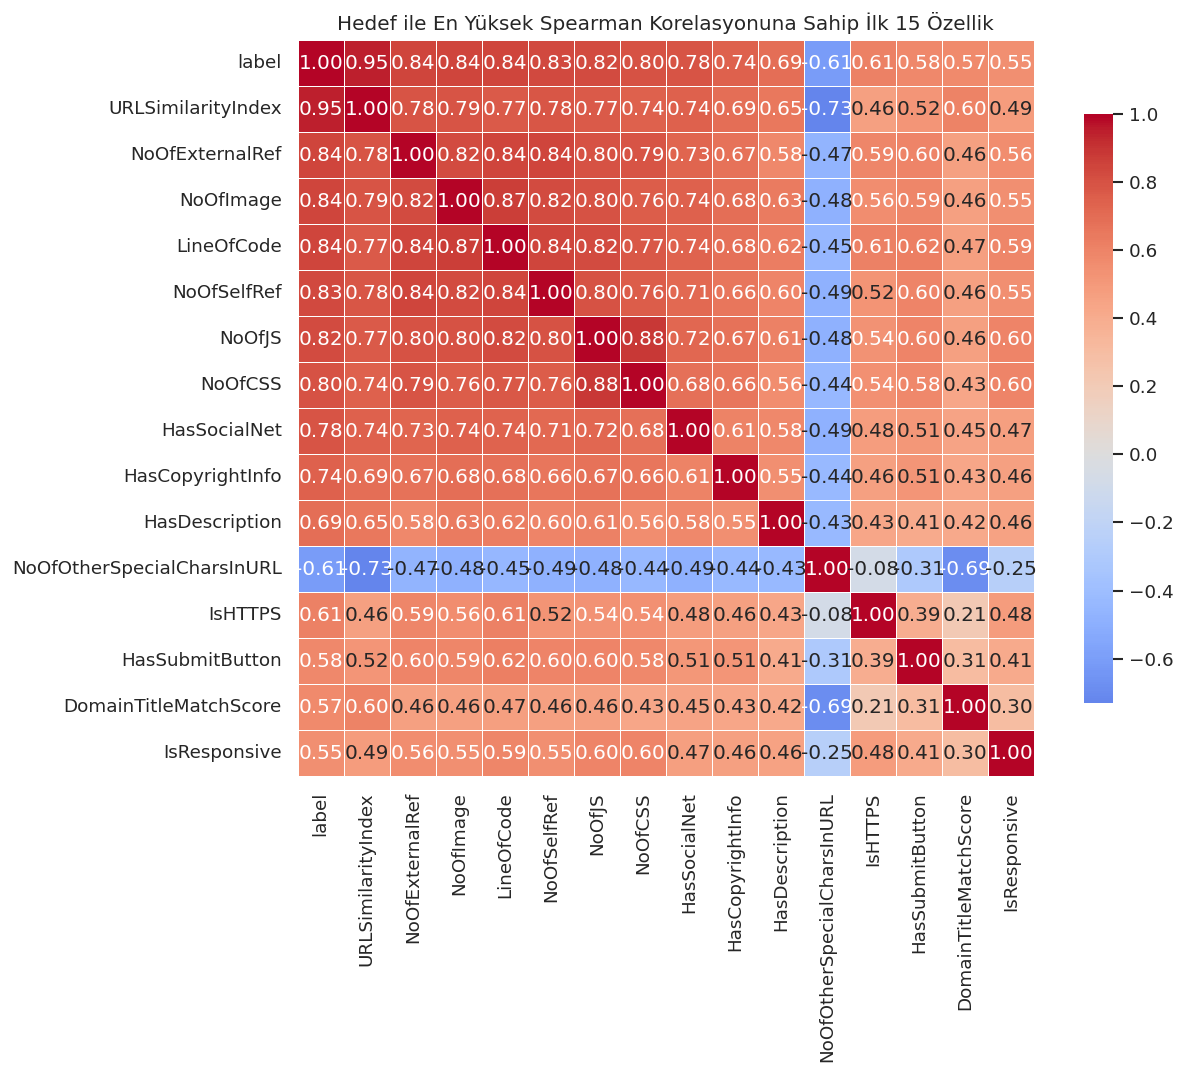 Hedef ile En Yüksek Spearman Korelasyonuna Sahip İlk 15 Özellik
label 1.00 0.95 0.84 0.84 0.84 0.83 0.82 0.80 0.78 0.74 0.69 -0.61 0.61 0.58 0.57 0.55
URLSimilarityIndex 0.95 1.00 0.78 0.79 0.77 0.78 0.77 0.74 0.74 0.69 0.65 -0.73 0.46 0.52 0.60 0.49
NoOfExternalRef 0.84 0.78 1.00 0.82 0.84 0.84 0.80 0.79 0.73 0.67 0.58 -0.47 0.59 0.60 0.46 0.56
NoOfImage 0.84 0.79 0.82 1.00 0.87 0.82 0.80 0.76 0.74 0.68 0.63 -0.48 0.56 0.59 0.46 0.55
LineOfCode 0.84 0.77 0.84 0.87 1.00 0.84 0.82 0.77 0.74 0.68 0.62 -0.45 0.61 0.62 0.47 0.59
NoOfSelfRef 0.83 0.78 0.84 0.82 0.84 1.00 0.80 0.76 0.71 0.66 0.60 -0.49 0.52 0.60 0.46 0.55
NoOfJS 0.82 0.77 0.80 0.80 0.82 0.80 1.00 0.88 0.72 0.67 0.61 -0.48 0.54 0.60 0.46 0.60
NoOfCSS 0.80 0.74 0.79 0.76 0.77 0.76 0.88 1.00 0.68 0.66 0.56 -0.44 0.54 0.58 0.43 0.60
HasSocialNet 0.78 0.74 0.73 0.74 0.74 0.71 0.72 0.68 1.00 0.61 0.58 -0.49 0.48 0.51 0.45 0.47
HasCopyrightInfo 0.74 0.69 0.67 0.68 0.68 0.66 0.67 0.66 0.61 1.00 0.55 -0.44 0.46 0.51 0.43 0.46
HasDescription 0.69 0.65 0.58 0.63 0.62 0.60 0.61 0.56 0.58 0.55 1.00 -0.43 0.43 0.41 0.42 0.46
NoOfOtherSpecialCharsInURL -0.61 -0.73 -0.47 -0.48 -0.45 -0.49 -0.48 -0.44 -0.49 -0.44 -0.43 1.00 -0.08 -0.31 -0.69 -0.25
IsHTTPS 0.61 0.46 0.59 0.56 0.61 0.52 0.54 0.54 0.48 0.46 0.43 -0.08 1.00 0.39 0.21 0.48
HasSubmitButton 0.58 0.52 0.60 0.59 0.62 0.60 0.60 0.58 0.51 0.51 0.41 -0.31 0.39 1.00 0.31 0.41
DomainTitleMatchScore 0.57 0.60 0.46 0.46 0.47 0.46 0.46 0.43 0.45 0.43 0.42 -0.69 0.21 0.31 1.00 0.30
IsResponsive 0.55 0.49 0.56 0.55 0.59 0.55 0.60 0.60 0.47 0.46 0.46 -0.25 0.48 0.41 0.30 1.00
label
URLSimilarityIndex
NoOfExternalRef
NoOfImage
LineOfCode
NoOfSelfRef
NoOfJS
NoOfCSS
HasSocialNet
HasCopyrightInfo
HasDescription
NoOfOtherSpecialCharsInURL
IsHTTPS
HasSubmitButton
DomainTitleMatchScore
IsResponsive
1.0
0.8
0.6
0.4
0.2
0.0
−0.2
−0.4
−0.6